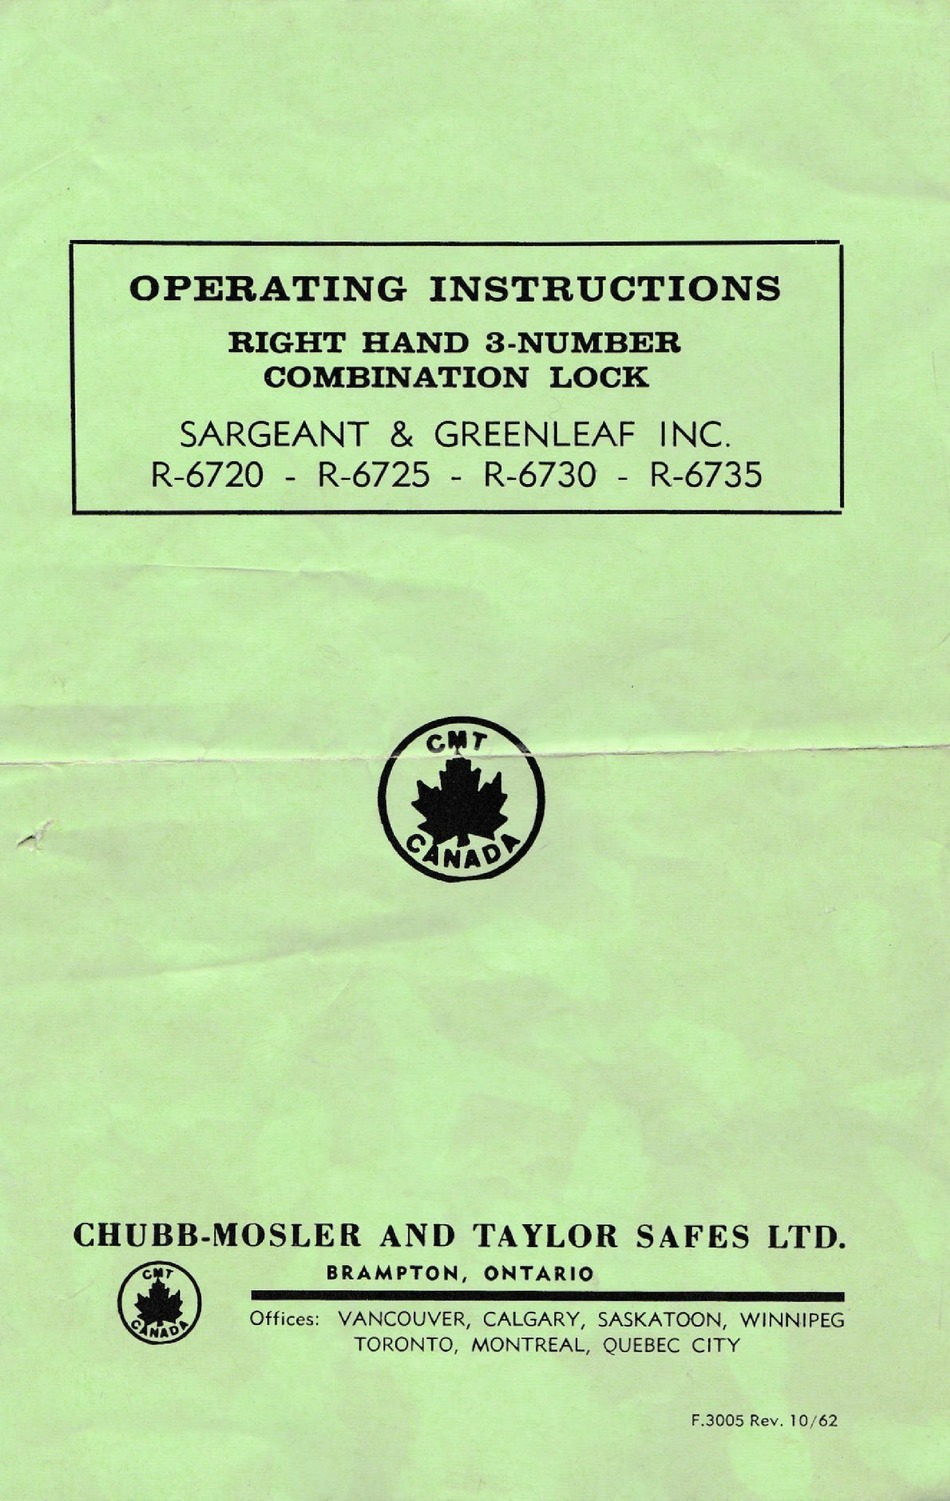 OPERATING INSTRUCTIONS
RIGHT HAND 3-NUMBER
COMBINATION LOCK
SARGEANT & GREENLEAF INC.
R-6720 - R-6725 - R-6730 - R-6735
CMT
CANADA
CHUBB-MOSLER AND TAYLOR SAFES LTD.
BRAMPTON, ONTARIO
CMT
CANADA
Offices: VANCOUVER, CALGARY, SASKATOON, WINNIPEG
TORONTO, MONTREAL, QUEBEC CITY
F.3005 Rev. 10/62